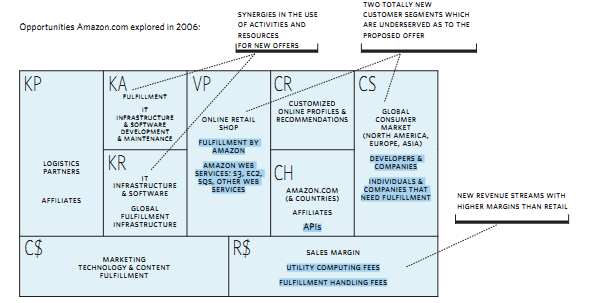 Opportunities Amazon.com explored in 2006:
SYNERGIES IN THE USE
OF ACTIVITIES AND
RESOURCES
FOR NEW OFFERS
TWO TOTALLY NEW
CUSTOMER SEGMENTS WHICH
ARE UNDERSERVED AS TO THE
PROPOSED OFFER
KP
LOGISTICS
PARTNERS
AFFILIATES
KA
FULFILLMENT
IT
INFRASTRUCTURE
& SOFTWARE
DEVELOPMENT
& MAINTENANCE
KR
IT
INFRASTRUCTURE
& SOFTWARE
GLOBAL
FULFILLMENT
INFRASTRUCTURE
VP
ONLINE RETAIL
SHOP
FULFILLMENT BY
AMAZON
AMAZON WEB
SERVICES: S3, EC2,
SQS, OTHER WEB
SERVICES
CR
CUSTOMIZED
ONLINE PROFILES &
RECOMMENDATIONS
CH
AMAZON.COM
(& COUNTRIES)
AFFILIATES
APIs
CS
GLOBAL
CONSUMER
MARKET
(NORTH AMERICA,
EUROPE, ASIA)
DEVELOPERS &
COMPANIES
INDIVIDUALS &
COMPANIES THAT
NEED FULFILLMENT
NEW REVENUE STREAMS WITH
HIGHER MARGINS THAN RETAIL
C$
MARKETING
TECHNOLOGY & CONTENT
FULFILLMENT
R$
SALES MARGIN
UTILITY COMPUTING FEES
FULFILLMENT HANDLING FEES